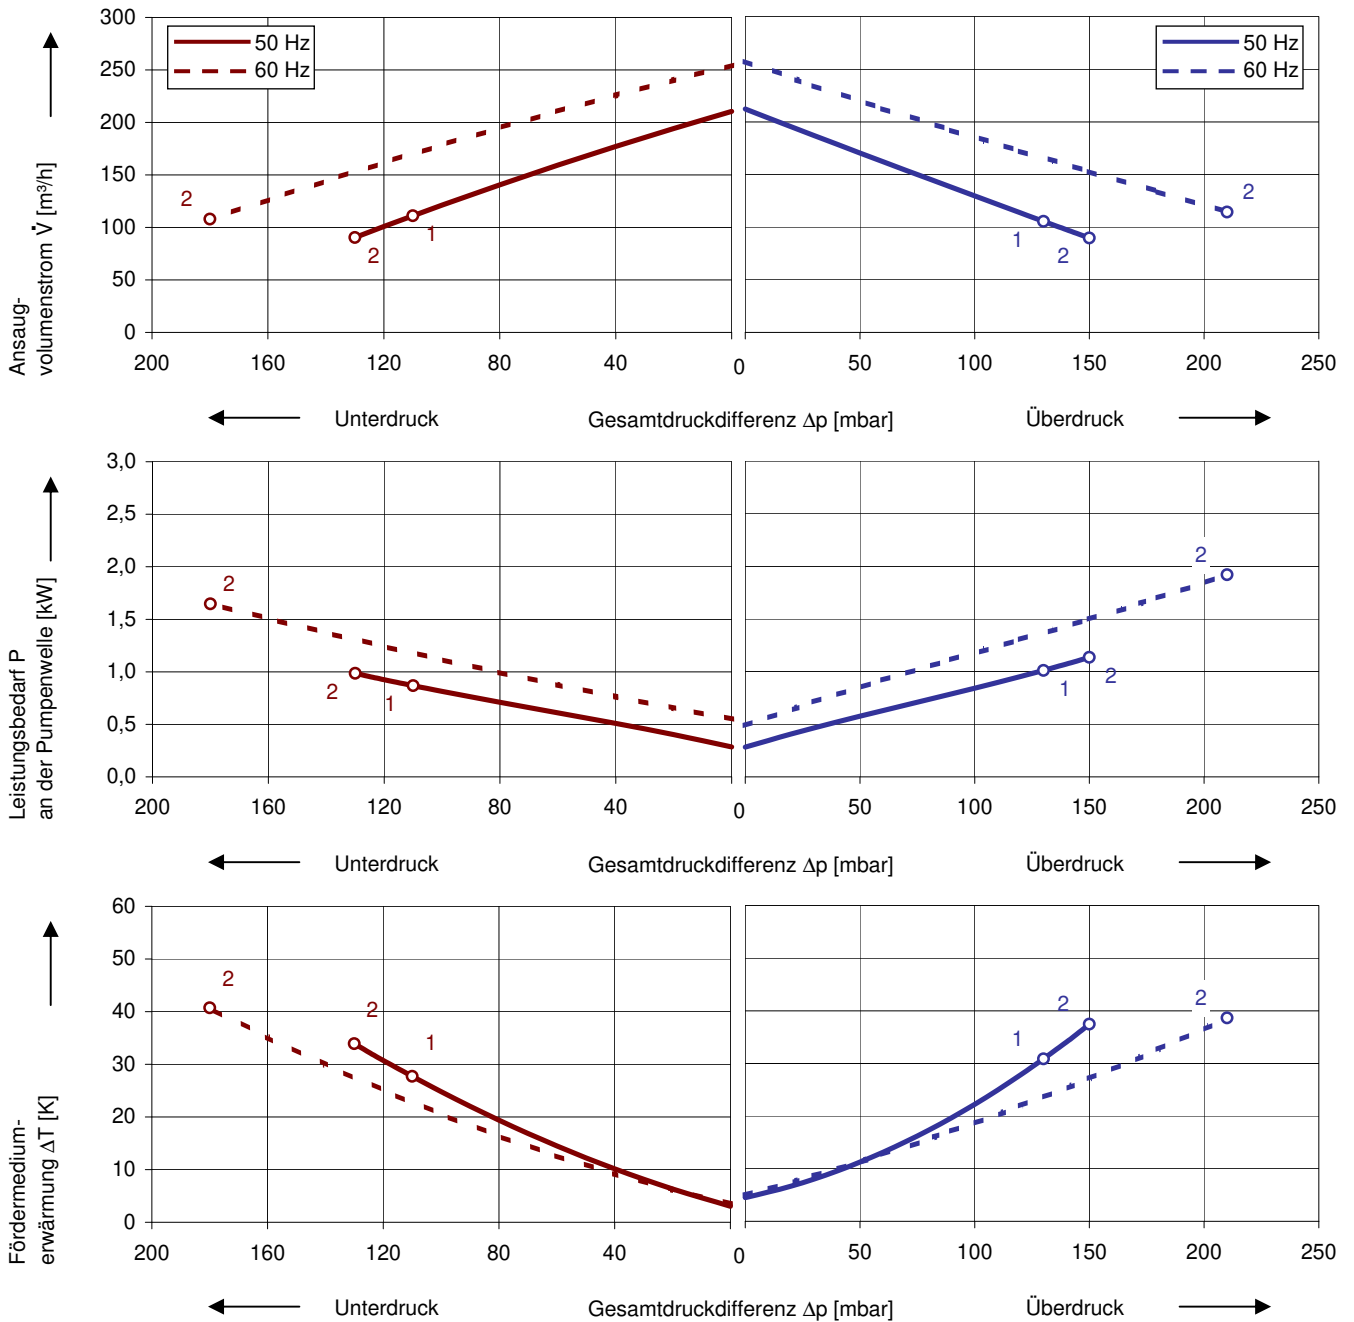 300
250
200
150
100
50
0
50 Hz
60 Hz
50 Hz
60 Hz
2
2
1
1
2
2
Ansaug-
volumenstrom V̇ [m³/h]
200 160 120 80 40 0 50 100 150 200 250
Unterdruck Gesamtdruckdifferenz Δp [mbar] Überdruck
3,0
2,5
2,0
1,5
1,0
0,5
0,0
2
2
1
1
2
2
Leistungsbedarf P
an der Pumpenwelle [kW]
200 160 120 80 40 0 50 100 150 200 250
Unterdruck Gesamtdruckdifferenz Δp [mbar] Überdruck
60
50
40
30
20
10
0
2
2
1
1
2
2
Fördermedium-
erwärmung ΔT [K]
200 160 120 80 40 0 50 100 150 200 250
Unterdruck Gesamtdruckdifferenz Δp [mbar] Überdruck